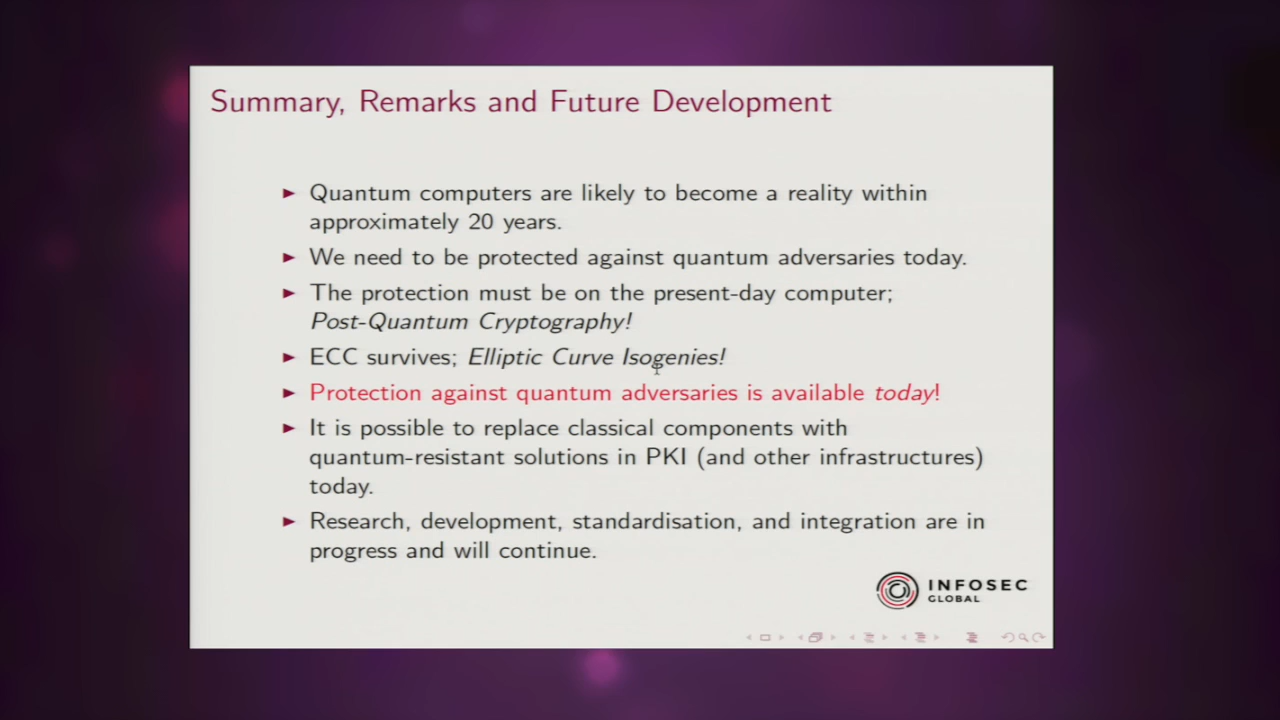 Summary, Remarks and Future Development
Quantum computers are likely to become a reality within
approximately 20 years.
We need to be protected against quantum adversaries today.
The protection must be on the present-day computer;
Post-Quantum Cryptography!
ECC survives; Elliptic Curve Isogenies!
Protection against quantum adversaries is available today!
It is possible to replace classical components with
quantum-resistant solutions in PKI (and other infrastructures)
today.
Research, development, standardisation, and integration are in
progress and will continue.
INFOSEC
GLOBAL